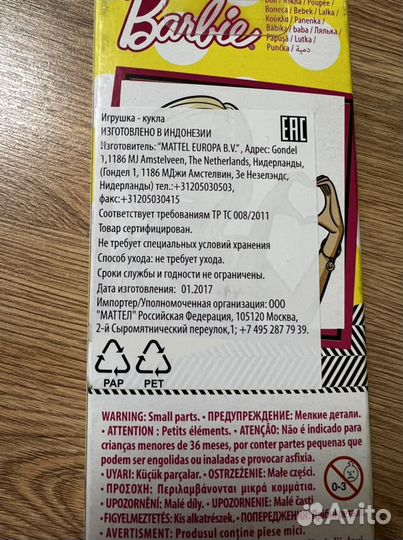 Barbie
Doll / Кукла / Poupée /
Boneca / Bebek / Lalka /
Κούκλα / Panenka /
Bábika / baba / Лялька /
Păpușă / Lutka /
Punčka / دمية
Игрушка - кукла
ИЗГОТОВЛЕНО В ИНДОНЕЗИИ
EAC
Изготовитель: "MATTEL EUROPA B.V." , Адрес: Gondel
1,1186 MJ Amstelveen, The Netherlands, Нидерланды,
(Гондел 1, 1186 МДжи Амстелвин, Зе Незелэндс,
Нидерланды) тел.:+31205030503,
факс:+31205030415
Соответствует требованиям ТР ТС 008/2011
Товар сертифицирован.
Не требует специальных условий хранения
Способ ухода: не требует ухода.
Сроки службы и годности не ограничены.
Дата изготовления 01.2017
Импортер/Уполномоченная организация: ООО
"МАТТЕЛ" Российская Федерация, 105120 Москва,
2-й Сыромятнический переулок,1; +7 495 287 79 39.
PAP PET
WARNING: Small parts. • ПРЕДУПРЕЖДЕНИЕ: Мелкие детали.
• ATTENTION : Petits éléments. • AVISO: Não é indicado para
crianças menores de 36 meses, por conter partes pequenas que
podem ser engolidas ou inaladas e provocar asfixia.
• UYARI: Küçük parçalar. • OSTRZEŻENIE: Małe części.
• ΠΡΟΣΟΧΗ: Περιλαμβάνονται μικρά κομμάτια.
• UPOZORNĚNÍ: Malé díly. • UPOZORNENIE: Malé časti
• FIGYELMEZTETÉS: Kis alkatrészek. •
• AVERTISMENT: Produsul conține piese mici.
0-3
Avito